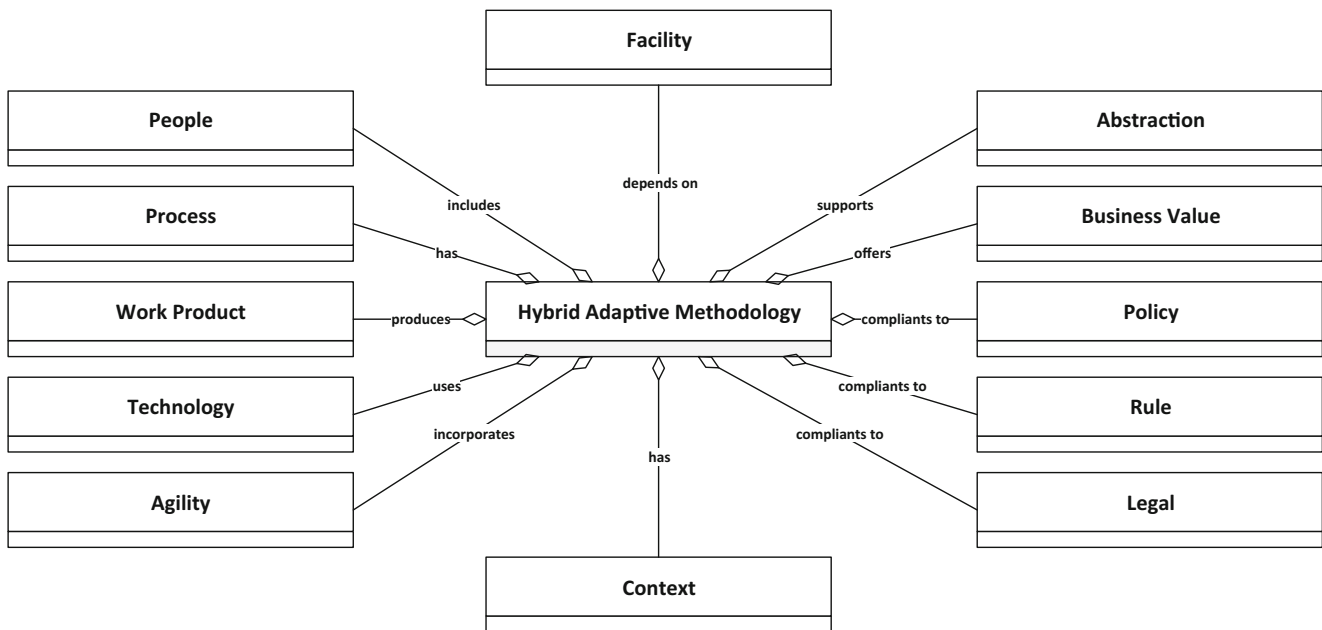 Facility
People
Abstraction
depends on
includes
supports
Process
Business Value
has
offers
Work Product
produces
Hybrid Adaptive Methodology
compliants to
Policy
uses
compliants to
Technology
Rule
incorporates
compliants to
has
Agility
Legal
Context